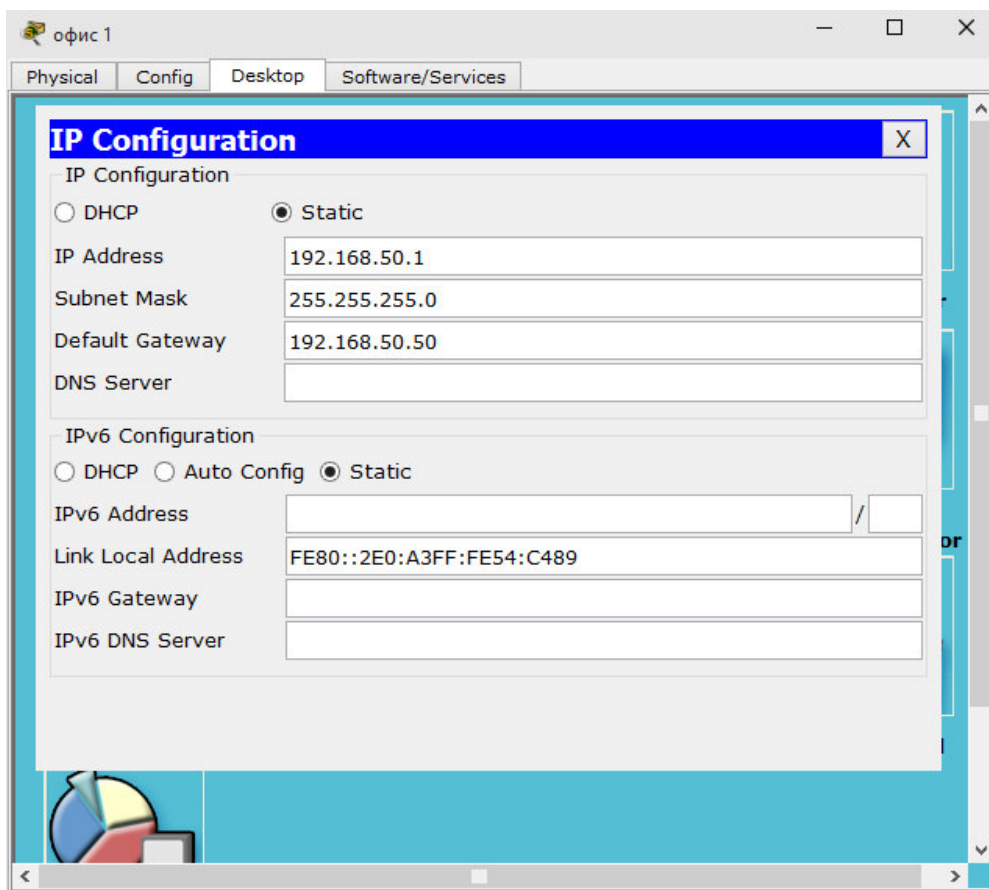 офис 1
Physical Config Desktop Software/Services
IP Configuration X
IP Configuration
DHCP Static
IP Address 192.168.50.1
Subnet Mask 255.255.255.0
Default Gateway 192.168.50.50
DNS Server
IPv6 Configuration
DHCP Auto Config Static
IPv6 Address /
Link Local Address FE80::2E0:A3FF:FE54:C489
or
IPv6 Gateway
IPv6 DNS Server